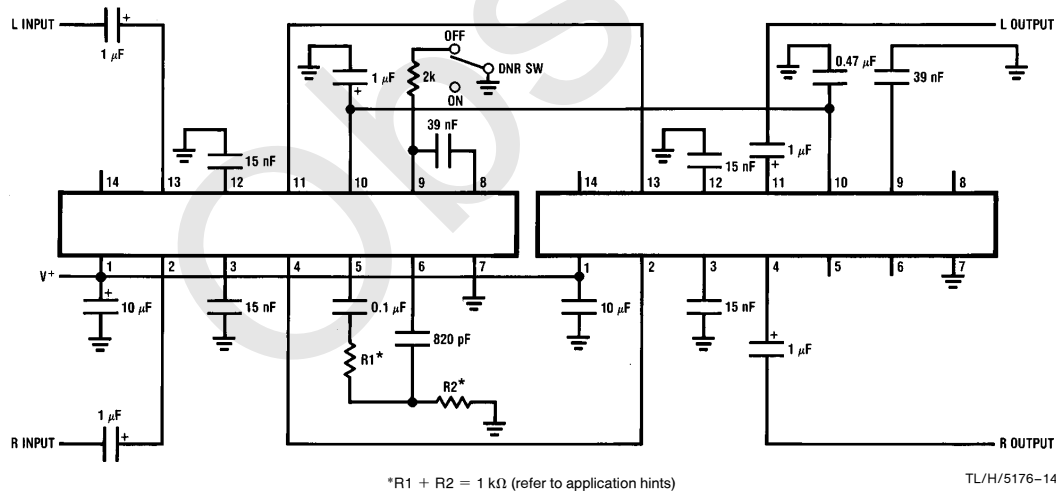 L INPUT
1 μF
+
OFF
DNR SW
ON
1 μF
+
2k
39 nF
L OUTPUT
0.47 μF
39 nF
15 nF
15 nF
1 μF
+
14 13 12 11 10 9 8
14 13 12 11 10 9 8
V+
1 2 3 4 5 6 7
1 2 3 4 5 6 7
+
10 μF
15 nF
0.1 μF
820 pF
10 μF
15 nF
+
1 μF
R1*
R2*
1 μF
+
R INPUT
R OUTPUT
*R1 + R2 = 1 kΩ (refer to application hints)
TL/H/5176–14
Obs